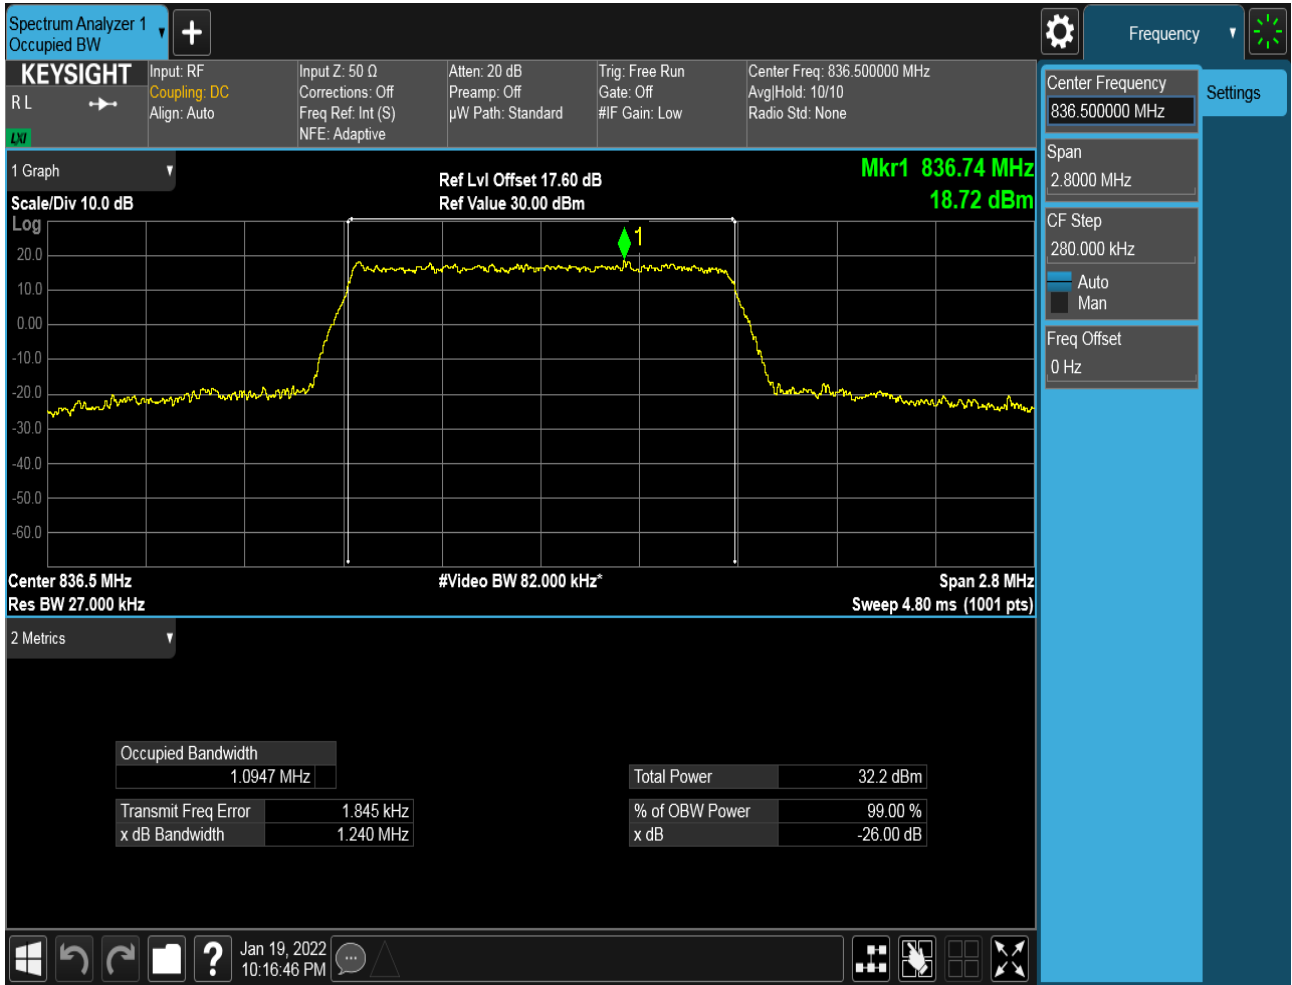 Spectrum Analyzer 1
Occupied BW
Frequency
KEYSIGHT
R L
LXI
Input: RF
Coupling: DC
Align: Auto
Input Z: 50 Ω
Corrections: Off
Freq Ref: Int (S)
NFE: Adaptive
Atten: 20 dB
Preamp: Off
µW Path: Standard
Trig: Free Run
Gate: Off
#IF Gain: Low
Center Freq: 836.500000 MHz
Avg|Hold: 10/10
Radio Std: None
Center Frequency
836.500000 MHz
Settings
Span
2.8000 MHz
CF Step
280.000 kHz
Auto
Man
Freq Offset
0 Hz
1 Graph
Ref Lvl Offset 17.60 dB
Mkr1 836.74 MHz
Scale/Div 10.0 dB
Ref Value 30.00 dBm
18.72 dBm
Log
1
20.0
10.0
0.00
-10.0
-20.0
-30.0
-40.0
-50.0
-60.0
Center 836.5 MHz
#Video BW 82.000 kHz*
Span 2.8 MHz
Res BW 27.000 kHz
Sweep 4.80 ms (1001 pts)
2 Metrics
Occupied Bandwidth
1.0947 MHz
Total Power 32.2 dBm
Transmit Freq Error 1.845 kHz
% of OBW Power 99.00 %
x dB Bandwidth 1.240 MHz
x dB -26.00 dB
?
Jan 19, 2022
10:16:46 PM